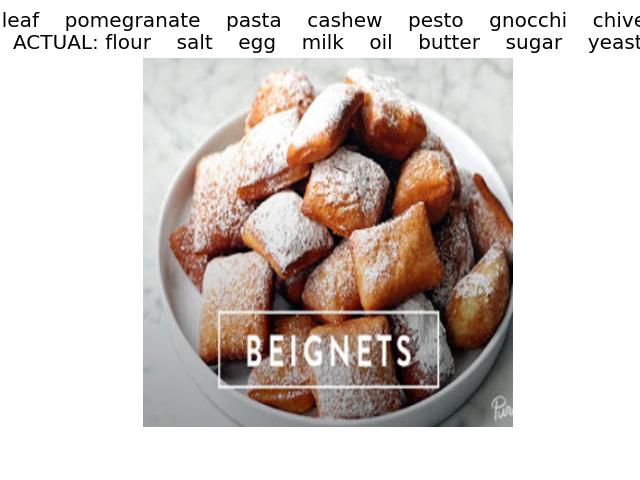 leaf pomegranate pasta cashew pesto gnocchi chive
ACTUAL: flour salt egg milk oil butter sugar yeast
BEIGNETS